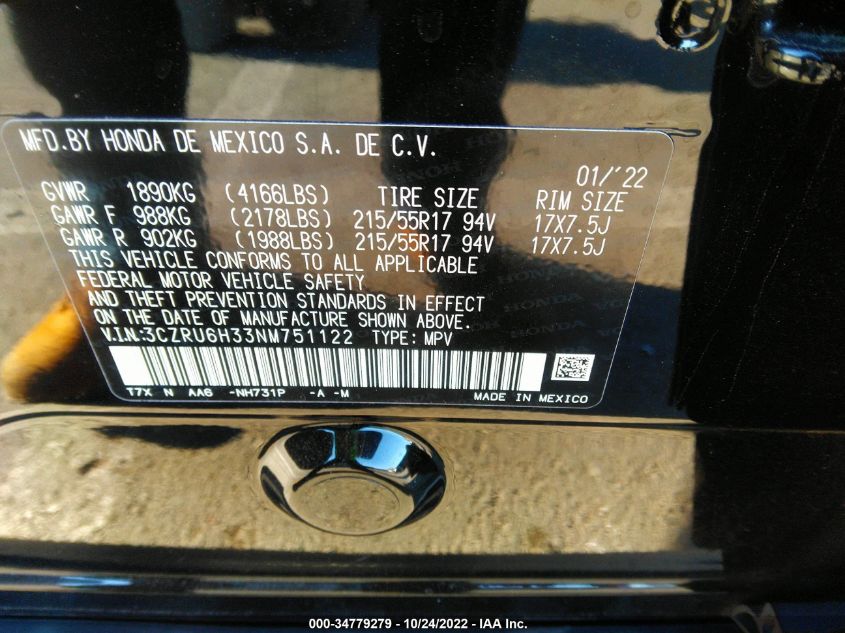 MFD.BY HONDA DE MEXICO S.A. DE C.V.
01/'22
GVWR 1890KG (4166LBS) TIRE SIZE RIM SIZE
GAWR F 988KG (2178LBS) 215/55R17 94V 17X7.5J
GAWR R 902KG (1988LBS) 215/55R17 94V 17X7.5J
THIS VEHICLE CONFORMS TO ALL APPLICABLE
FEDERAL MOTOR VEHICLE SAFETY
AND THEFT PREVENTION STANDARDS IN EFFECT
ON THE DATE OF MANUFACTURE SHOWN ABOVE.
V.I.N:3CZRU6H33NM751122 TYPE: MPV
T7X N AA6 -NH731P -A -M MADE IN MEXICO
000-34779279 - 10/24/2022 - IAA Inc.